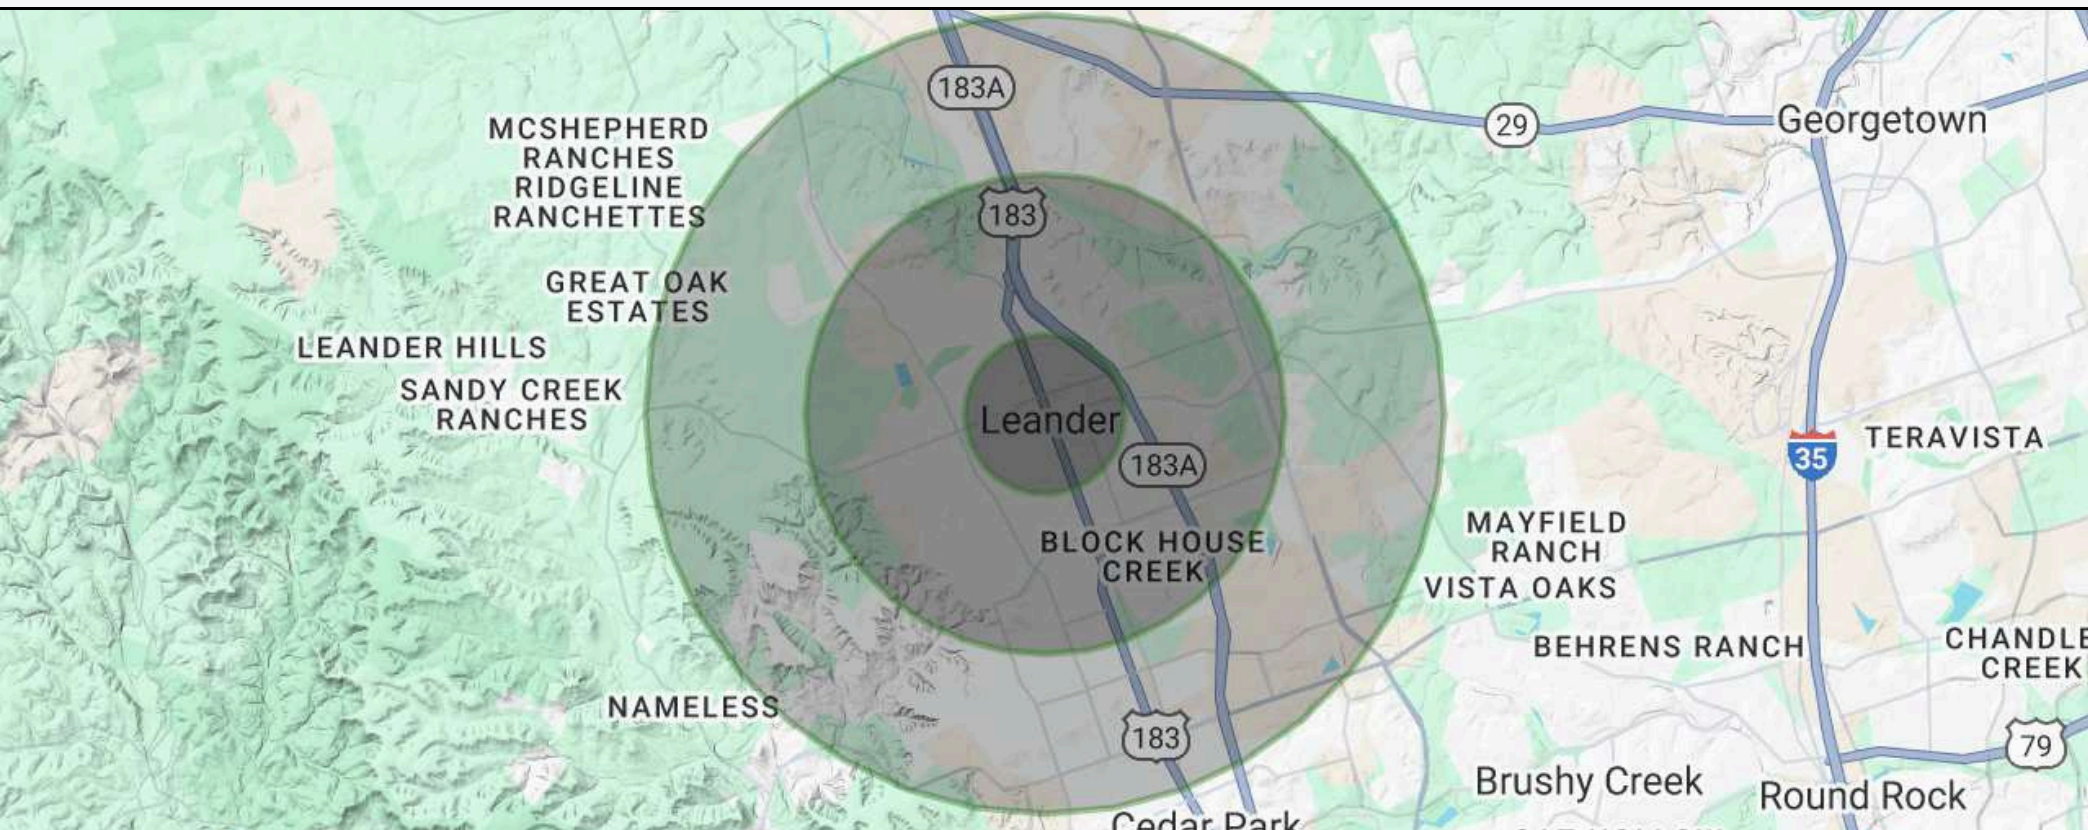 183A
MCSHEPHERD
RANCHES
RIDGELINE
RANCHETTES
29
Georgetown
183
GREAT OAK
ESTATES
LEANDER HILLS
SANDY CREEK
RANCHES
Leander
183A
35
TERAVISTA
BLOCK HOUSE
CREEK
MAYFIELD
RANCH
VISTA OAKS
BEHRENS RANCH
CHANDLE
CREEK
NAMELESS
183
79
Brushy Creek
Round Rock
Cedar Park